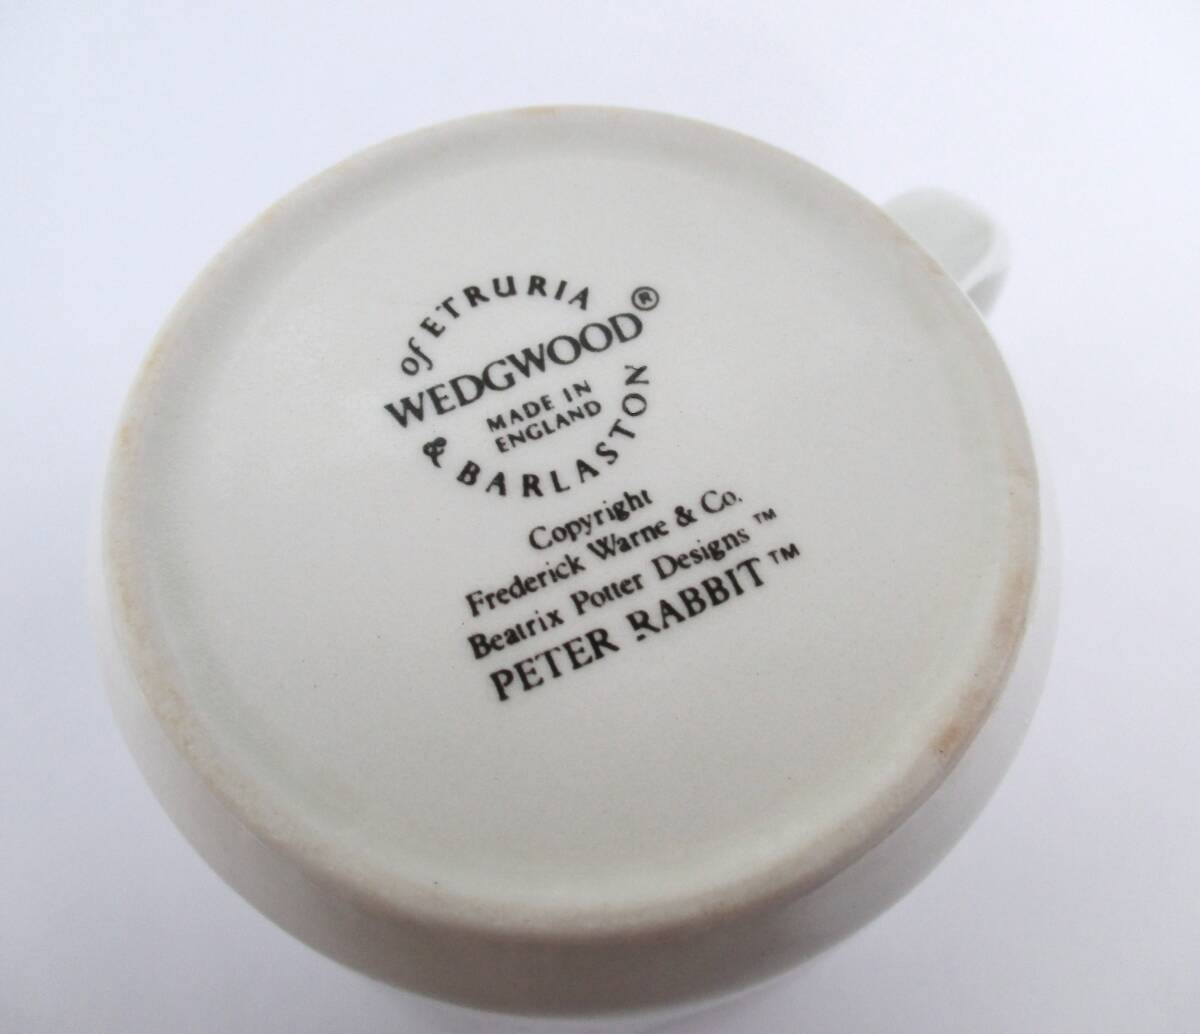 of ETRURIA
WEDGWOOD®
MADE IN
ENGLAND
& BARLASTON
Copyright
Frederick Warne & Co.
Beatrix Potter Designs™
PETER RABBIT™